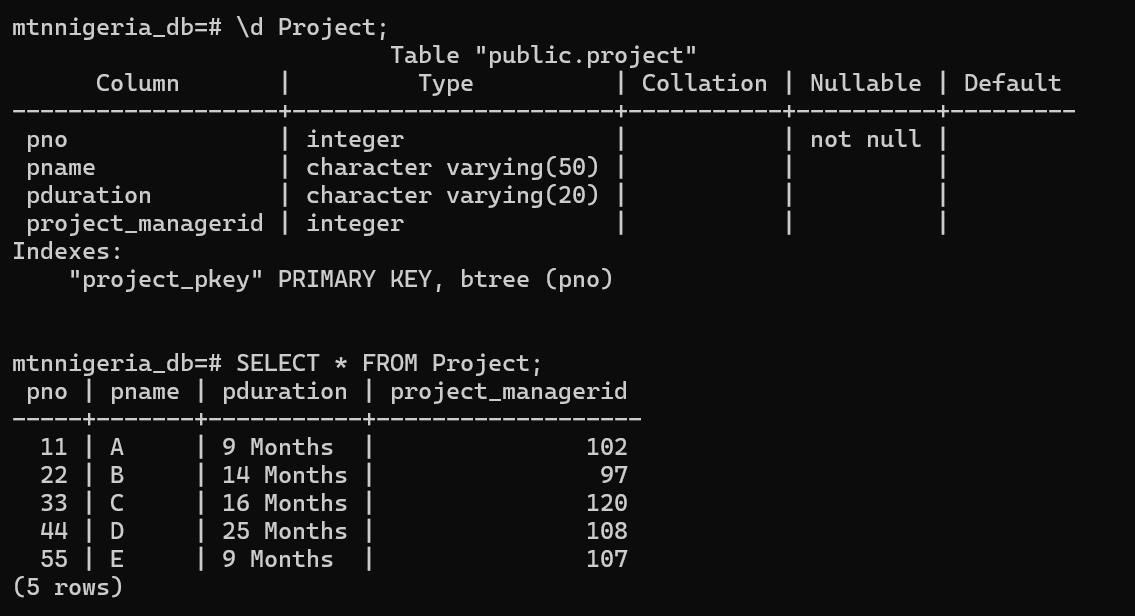 mtnnigeria_db=# \d Project;
                           Table "public.project"
      Column       |         Type          | Collation | Nullable | Default
-------------------+-----------------------+-----------+----------+---------
 pno               | integer               |           | not null |
 pname             | character varying(50) |           |          |
 pduration         | character varying(20) |           |          |
 project_managerid | integer               |           |          |
Indexes:
    "project_pkey" PRIMARY KEY, btree (pno)
mtnnigeria_db=# SELECT * FROM Project;
 pno | pname | pduration | project_managerid
-----+-------+-----------+-------------------
  11 | A     | 9 Months  |               102
  22 | B     | 14 Months |                97
  33 | C     | 16 Months |               120
  44 | D     | 25 Months |               108
  55 | E     | 9 Months  |               107
(5 rows)